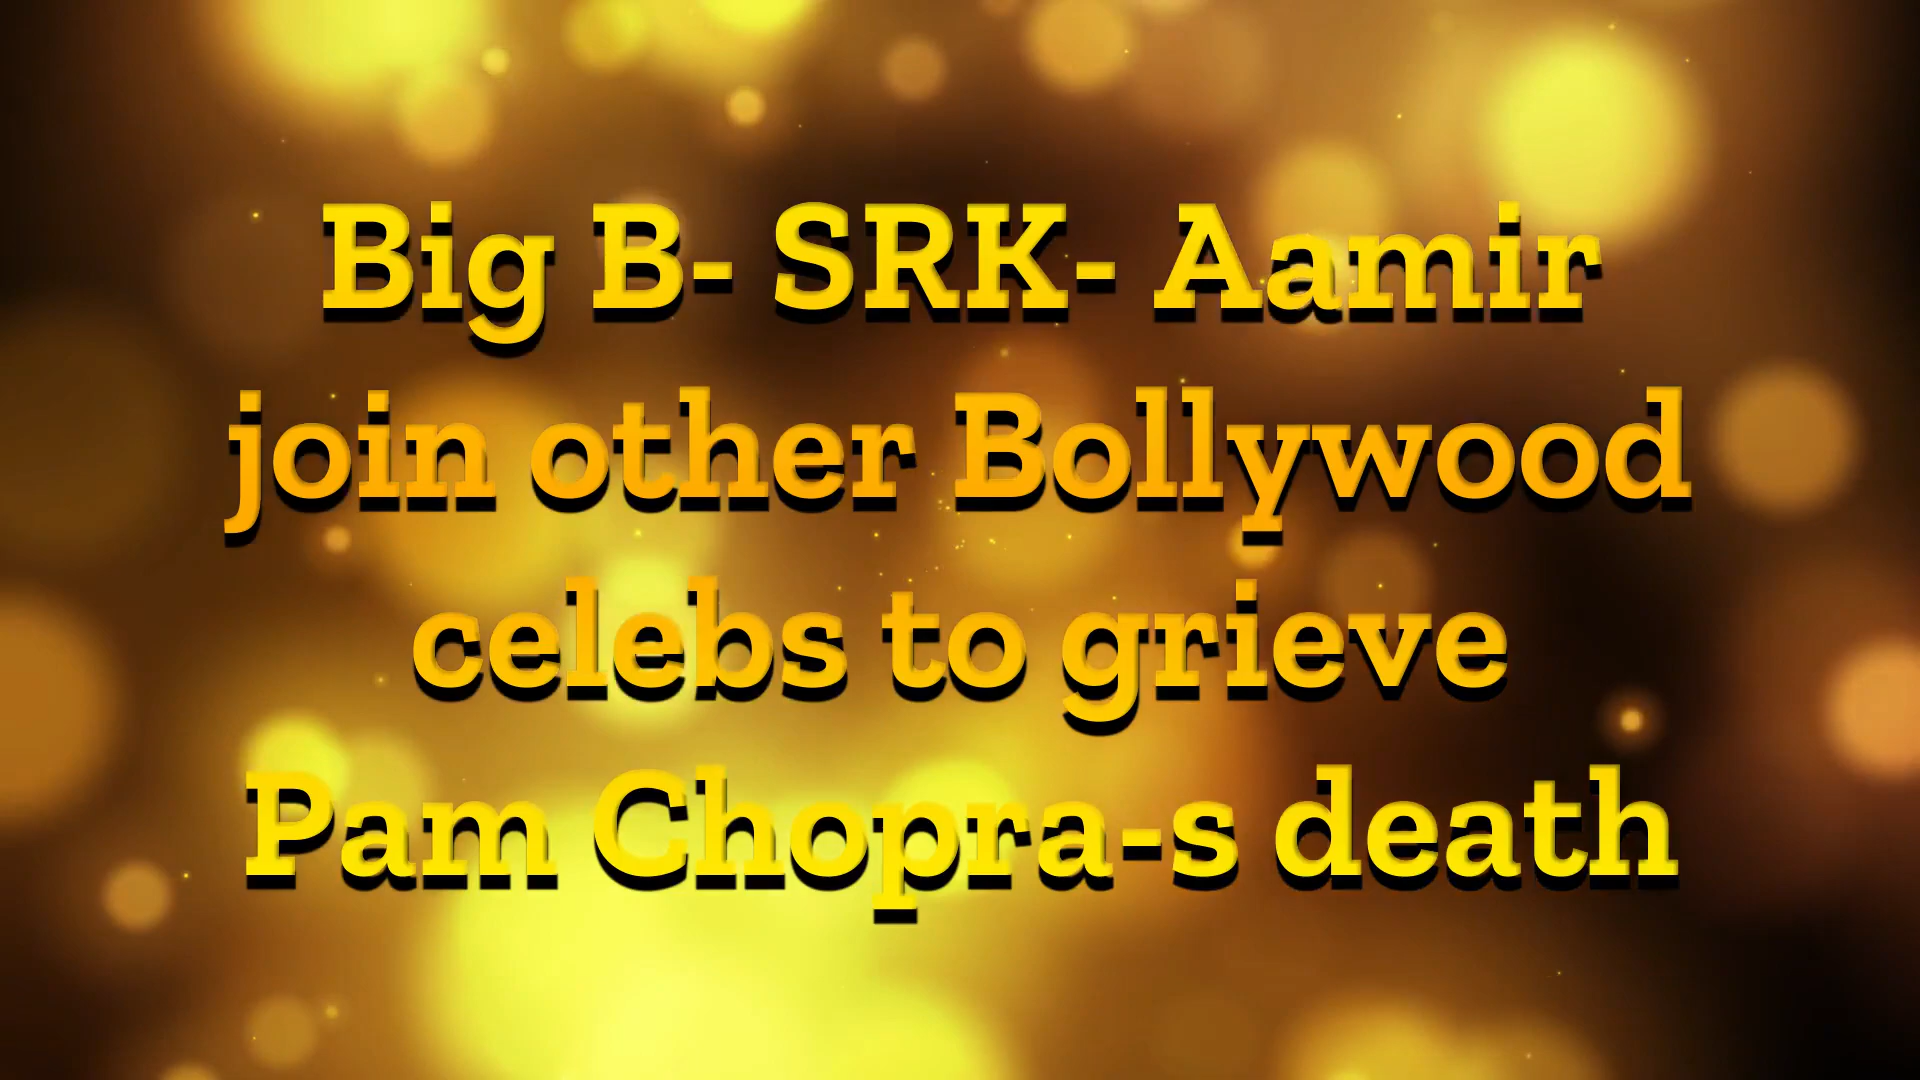 Big B- SRK- Aamir
join other Bollywood
celebs to grieve
Pam Chopra-s death